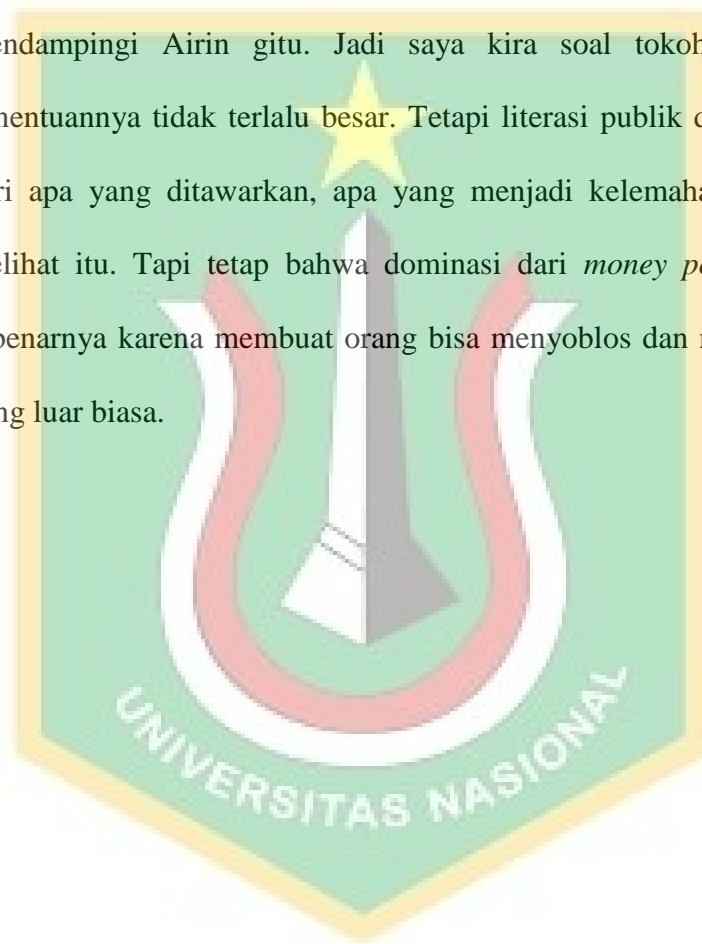 endampingi Airin gitu. Jadi saya kira soal tokoh
nentuannya tidak terlalu besar. Tetapi literasi publik d
ri apa yang ditawarkan, apa yang menjadi kelemaha
elihat itu. Tapi tetap bahwa dominasi dari money p
benarnya karena membuat orang bisa menyoblos dan
ng luar biasa.
UNIVERSITAS NASIONAL